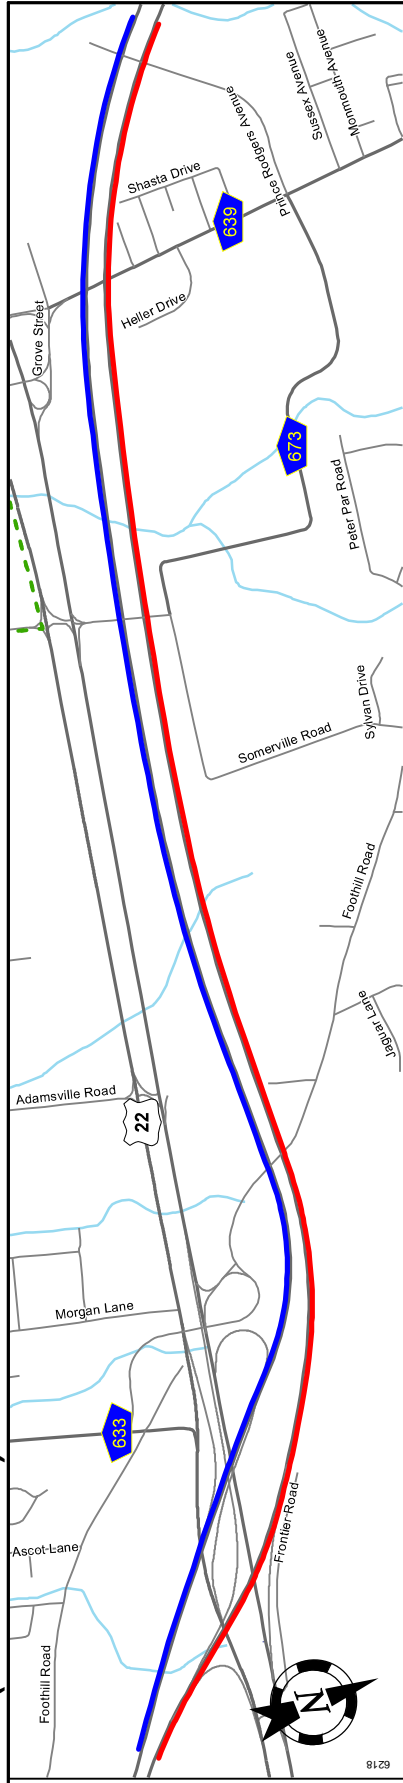 Sussex Avenue
Monmouth Avenue
Prince Rodgers Avenue
Shasta Drive
639
Heller Drive
Grove Street
673
Peter Par Road
Sylvan Drive
Somerville Road
Foothill Road
Jaguar Lane
Adamsville Road
22
Morgan Lane
633
Frontier Road
Ascot Lane
Foothill Road
N
6218